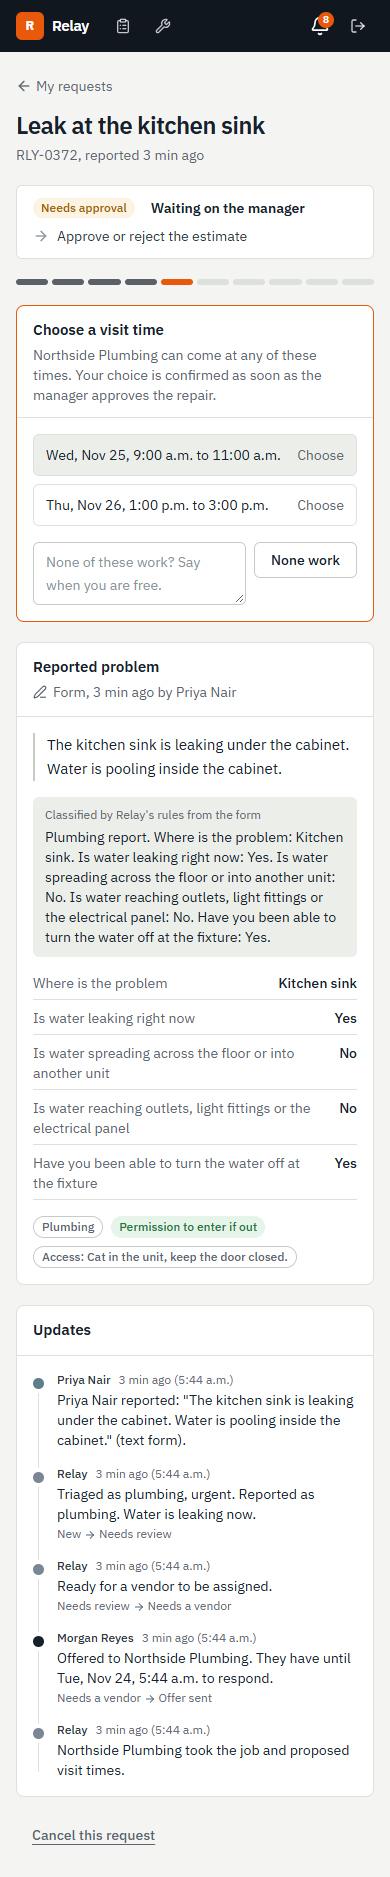 R Relay 8
My requests
Leak at the kitchen sink
RLY-0372, reported 3 min ago
Needs approval Waiting on the manager
Approve or reject the estimate
Choose a visit time
Northside Plumbing can come at any of these
times. Your choice is confirmed as soon as the
manager approves the repair.
Wed, Nov 25, 9:00 a.m. to 11:00 a.m. Choose
Thu, Nov 26, 1:00 p.m. to 3:00 p.m. Choose
None of these work? Say
when you are free.
None work
Reported problem
Form, 3 min ago by Priya Nair
The kitchen sink is leaking under the cabinet.
Water is pooling inside the cabinet.
Classified by Relay's rules from the form
Plumbing report. Where is the problem: Kitchen
sink. Is water leaking right now: Yes. Is water
spreading across the floor or into another unit:
No. Is water reaching outlets, light fittings or
the electrical panel: No. Have you been able to
turn the water off at the fixture: Yes.
Where is the problem Kitchen sink
Is water leaking right now Yes
Is water spreading across the floor or into No
another unit
Is water reaching outlets, light fittings or the No
electrical panel
Have you been able to turn the water off at Yes
the fixture
Plumbing Permission to enter if out
Access: Cat in the unit, keep the door closed.
Updates
Priya Nair 3 min ago (5:44 a.m.)
Priya Nair reported: "The kitchen sink is leaking
under the cabinet. Water is pooling inside the
cabinet." (text form).
Relay 3 min ago (5:44 a.m.)
Triaged as plumbing, urgent. Reported as
plumbing. Water is leaking now.
New → Needs review
Relay 3 min ago (5:44 a.m.)
Ready for a vendor to be assigned.
Needs review → Needs a vendor
Morgan Reyes 3 min ago (5:44 a.m.)
Offered to Northside Plumbing. They have until
Tue, Nov 24, 5:44 a.m. to respond.
Needs a vendor → Offer sent
Relay 3 min ago (5:44 a.m.)
Northside Plumbing took the job and proposed
visit times.
Cancel this request